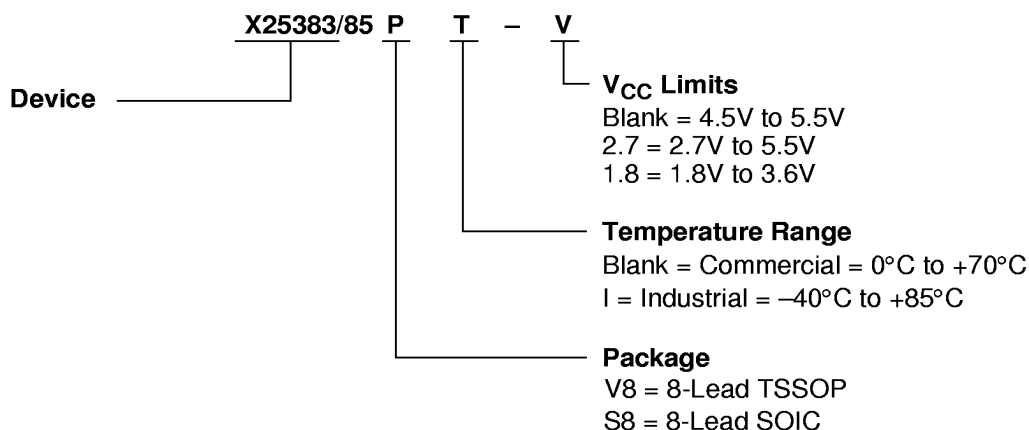 X25383/85 P T – V
Device
VCC Limits
Blank = 4.5V to 5.5V
2.7 = 2.7V to 5.5V
1.8 = 1.8V to 3.6V
Temperature Range
Blank = Commercial = 0°C to +70°C
I = Industrial = –40°C to +85°C
Package
V8 = 8-Lead TSSOP
S8 = 8-Lead SOIC